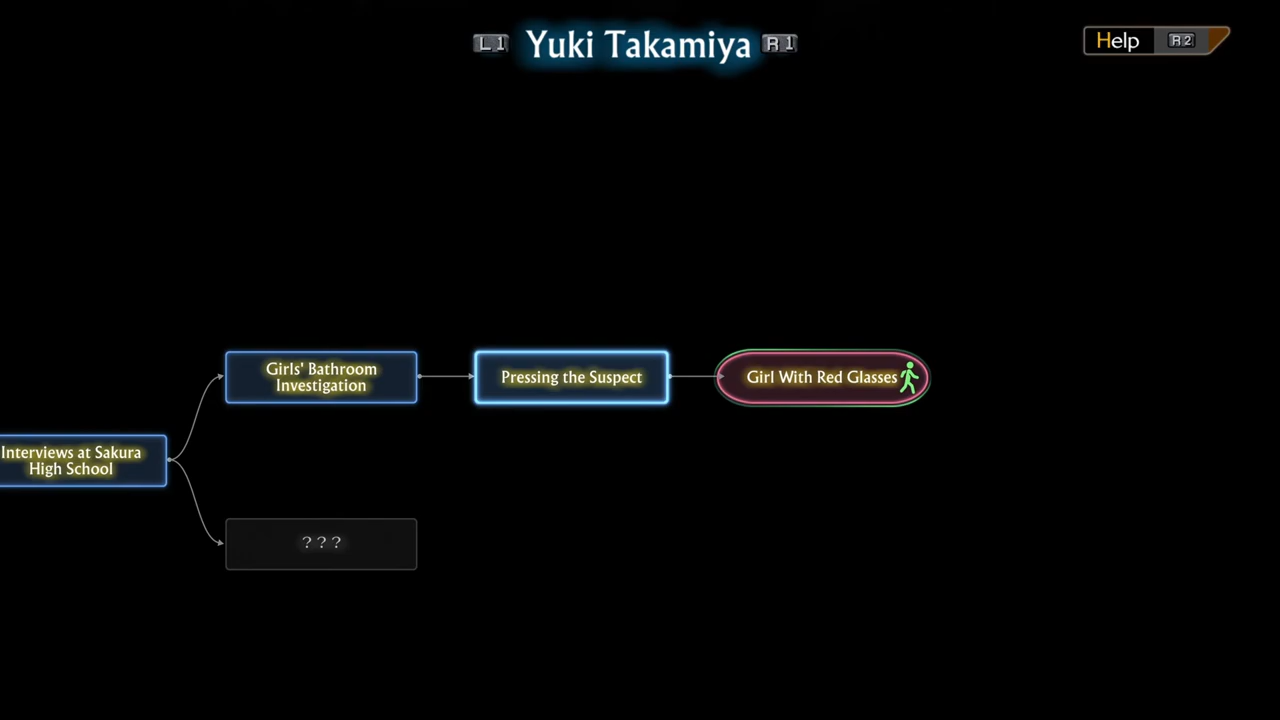 L1 Yuki Takamiya R1
Help R2
Girls' Bathroom
Investigation
Pressing the Suspect
Girl With Red Glasses
Interviews at Sakura
High School
？？？